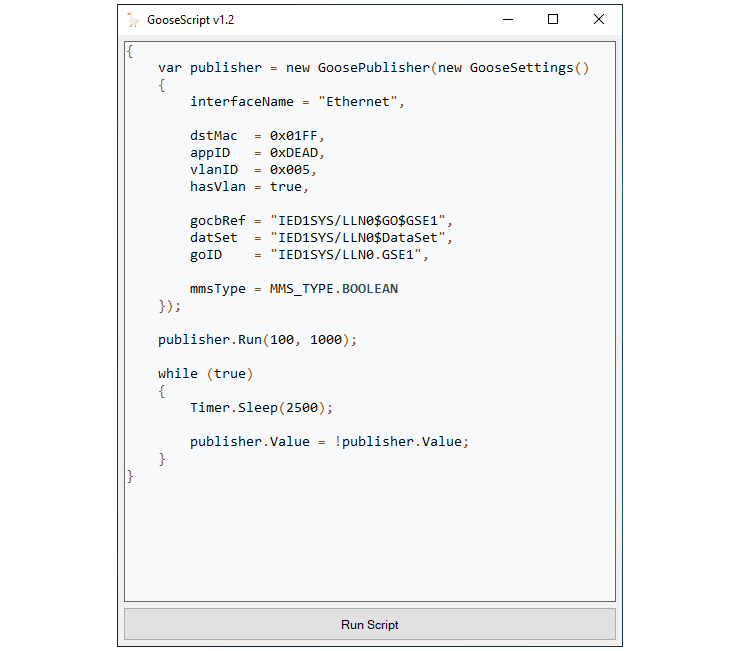 GooseScript v1.2
{
    var publisher = new GoosePublisher(new GooseSettings()
    {
        interfaceName = "Ethernet",
        dstMac  = 0x01FF,
        appID   = 0xDEAD,
        vlanID  = 0x005,
        hasVlan = true,
        gocbRef = "IED1SYS/LLN0$GO$GSE1",
        datSet  = "IED1SYS/LLN0$DataSet",
        goID    = "IED1SYS/LLN0.GSE1",
        mmsType = MMS_TYPE.BOOLEAN
    });
    publisher.Run(100, 1000);
    while (true)
    {
        Timer.Sleep(2500);
        publisher.Value = !publisher.Value;
    }
}
Run Script